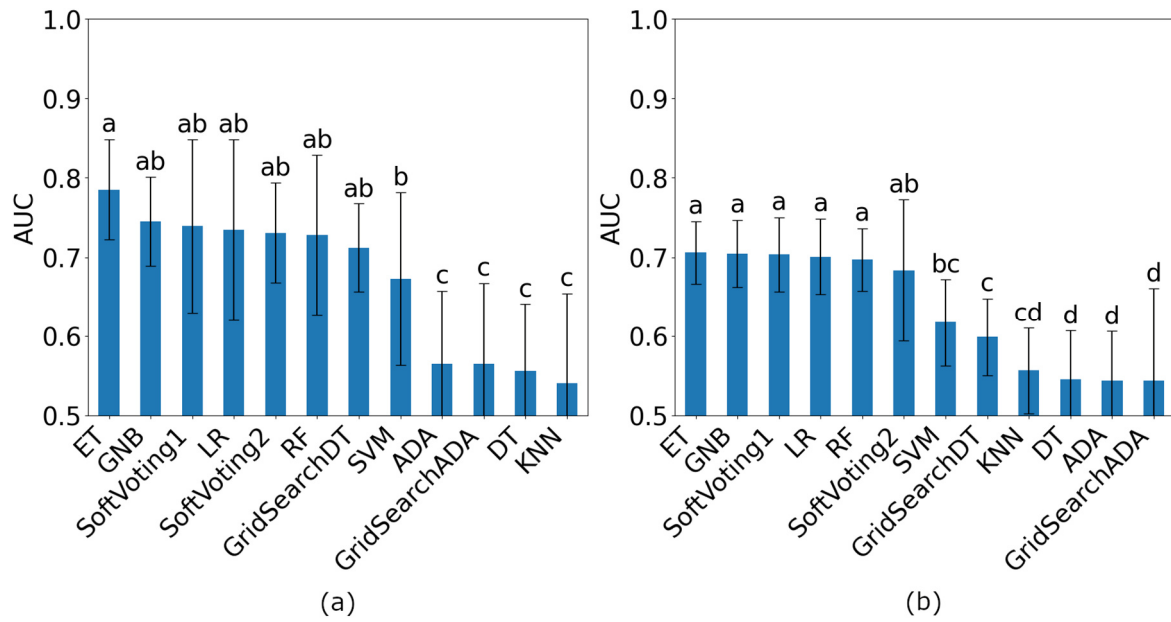 1.0
0.9
0.8
0.7
0.6
0.5
AUC
a
ab
ab
ab
ab
ab
ab
b
c
c
c
c
ET
GNB
SoftVoting1
LR
SoftVoting2
RF
GridSearchDT
SVM
ADA
GridSearchADA
DT
KNN
(a)
1.0
0.9
0.8
0.7
0.6
0.5
AUC
a
a
a
a
a
ab
bc
c
cd
d
d
d
ET
GNB
SoftVoting1
LR
RF
SoftVoting2
SVM
GridSearchDT
KNN
DT
ADA
GridSearchADA
(b)